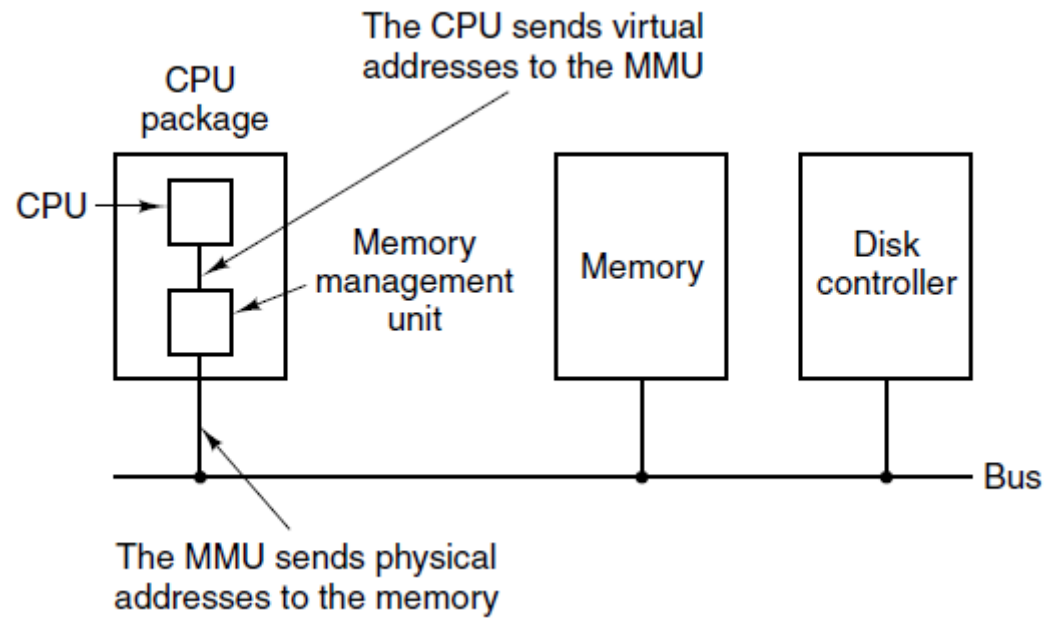 The CPU sends virtual
addresses to the MMU
CPU
package
CPU
Memory
management
unit
Memory
Disk
controller
Bus
The MMU sends physical
addresses to the memory